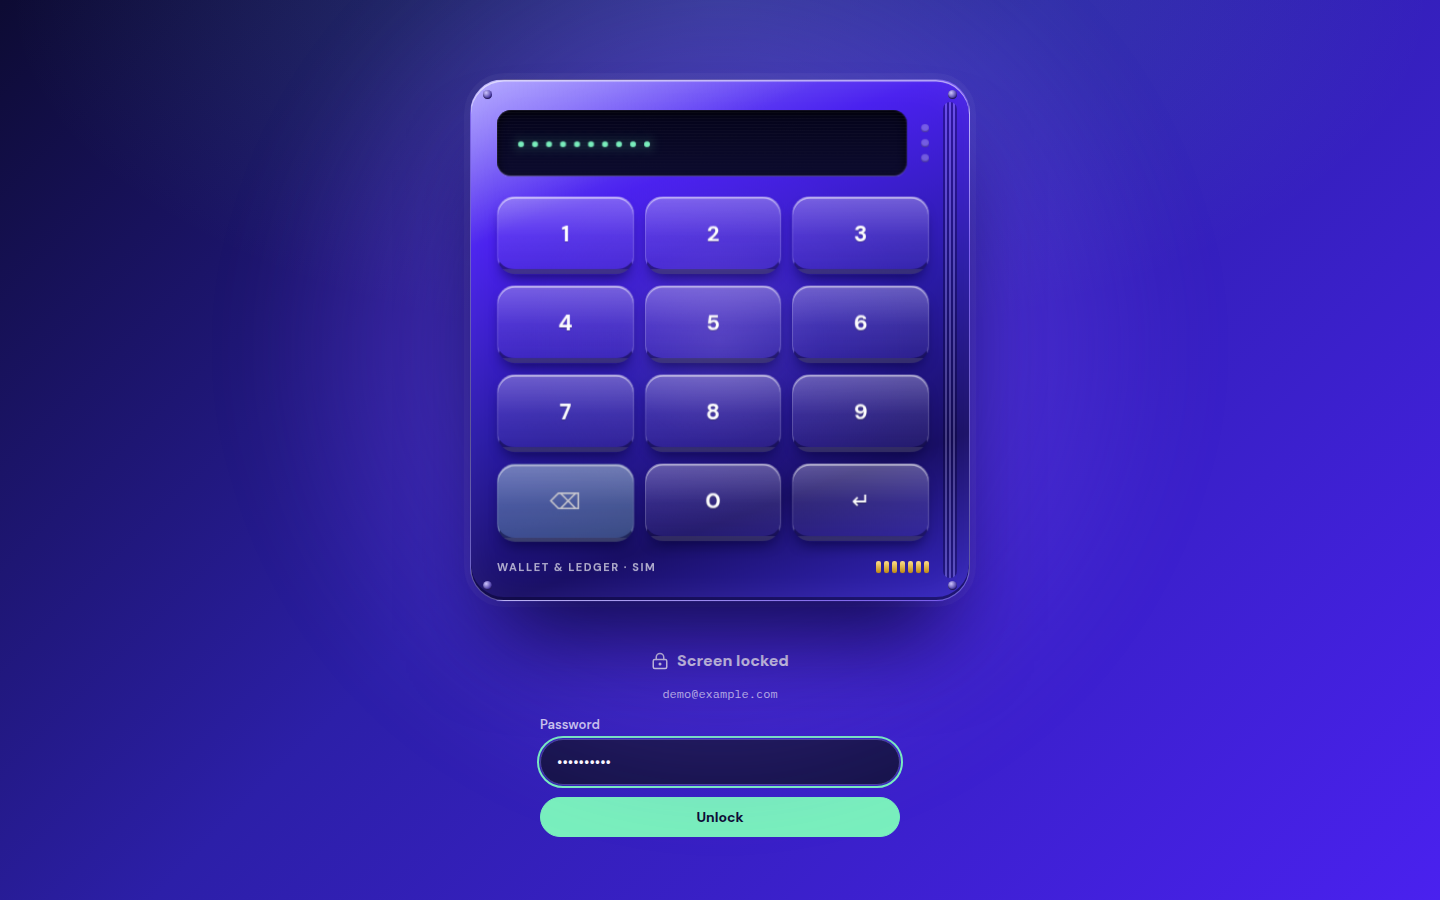 ••••••••••
1 2 3
4 5 6
7 8 9
⌫ 0 ↵
WALLET & LEDGER · SIM
Screen locked
demo@example.com
Password
••••••••••
Unlock